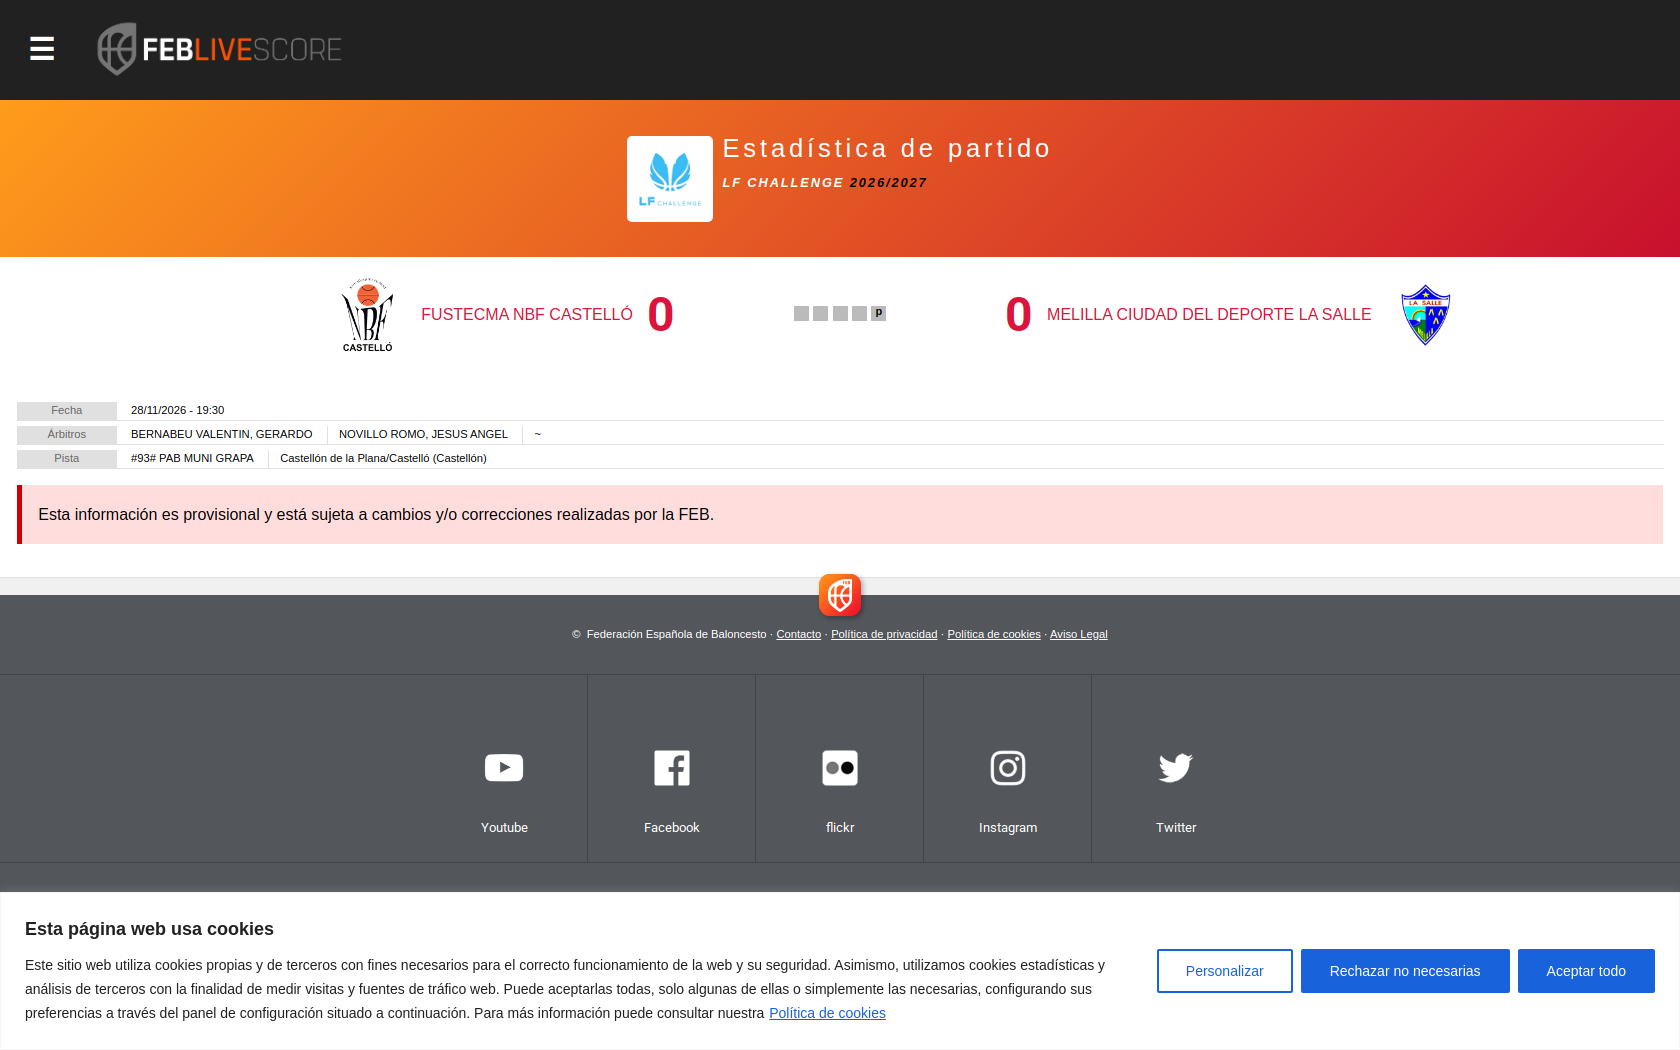 ☰ FEBLIVESCORE
Estadística de partido
LF CHALLENGE
LF CHALLENGE 2026/2027
NBF
CASTELLÓ
FUSTECMA NBF CASTELLÓ 0
p
0 MELILLA CIUDAD DEL DEPORTE LA SALLE
LA SALLE
Fecha 28/11/2026 - 19:30
Árbitros BERNABEU VALENTIN, GERARDO NOVILLO ROMO, JESUS ANGEL ~
Pista #93# PAB MUNI GRAPA Castellón de la Plana/Castelló (Castellón)
Esta información es provisional y está sujeta a cambios y/o correcciones realizadas por la FEB.
© Federación Española de Baloncesto · Contacto · Política de privacidad · Política de cookies · Aviso Legal
Youtube Facebook flickr Instagram Twitter
Esta página web usa cookies
Este sitio web utiliza cookies propias y de terceros con fines necesarios para el correcto funcionamiento de la web y su seguridad. Asimismo, utilizamos cookies estadísticas y
análisis de terceros con la finalidad de medir visitas y fuentes de tráfico web. Puede aceptarlas todas, solo algunas de ellas o simplemente las necesarias, configurando sus
preferencias a través del panel de configuración situado a continuación. Para más información puede consultar nuestra Política de cookies
Personalizar Rechazar no necesarias Aceptar todo